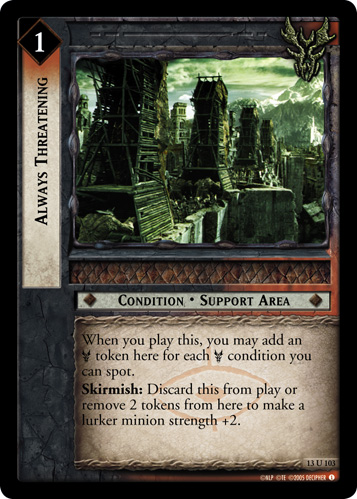 1
ALWAYS THREATENING
CONDITION • SUPPORT AREA
When you play this, you may add an
token here for each condition you
can spot.
Skirmish: Discard this from play or
remove 2 tokens from here to make a
lurker minion strength +2.
13 U 103
©NLP ©TE ©2005 DECIPHER